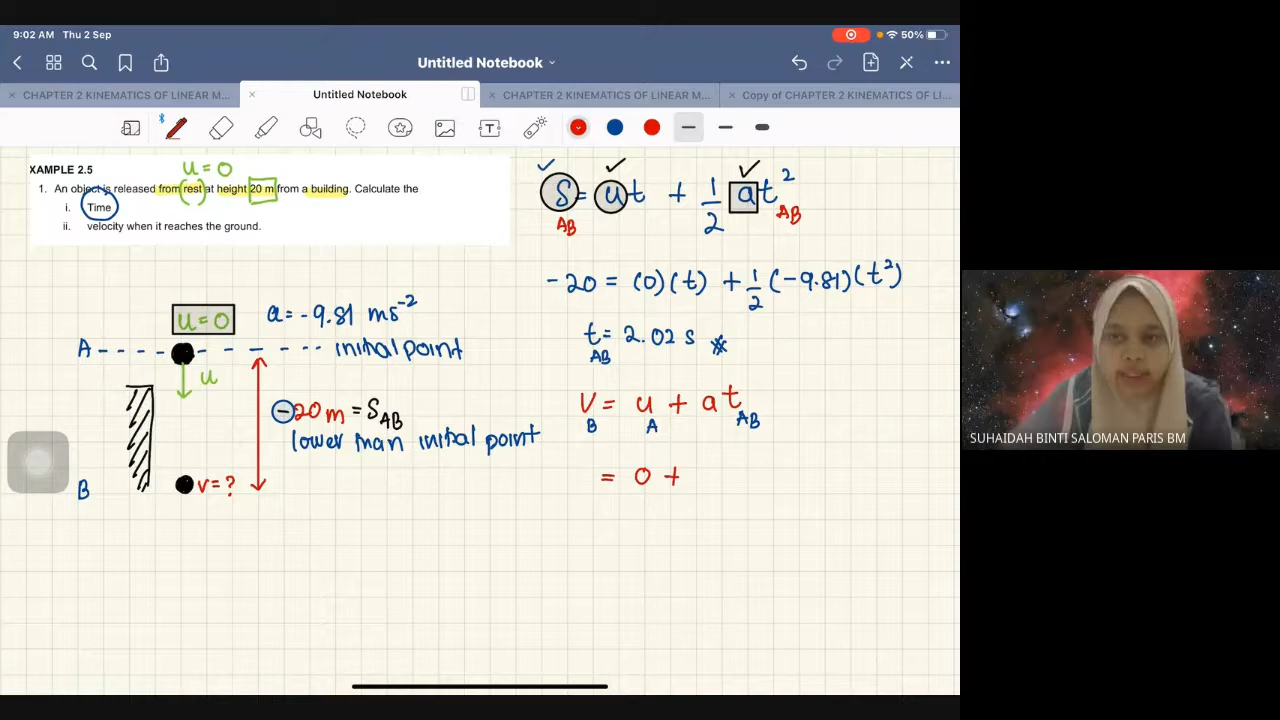 9:02 AM Thu 2 Sep
50%
Untitled Notebook
CHAPTER 2 KINEMATICS OF LINEAR M...
Untitled Notebook
CHAPTER 2 KINEMATICS OF LINEAR M...
Copy of CHAPTER 2 KINEMATICS OF LI...
XAMPLE 2.5
u = 0
1. An object is released from rest at height 20 m from a building. Calculate the
i. Time
ii. velocity when it reaches the ground.
u = 0
a = - 9.81 ms⁻²
A
initial point
u
- 20 m = S AB
lower than initial point
B
v = ?
S = ut + 1/2 at²
AB AB
- 20 = (0)(t) + 1/2 (- 9.81)(t²)
t = 2.02 s *
AB
V = u + at
B A AB
= 0 +
SUHAIDAH BINTI SALOMAN PARIS BM